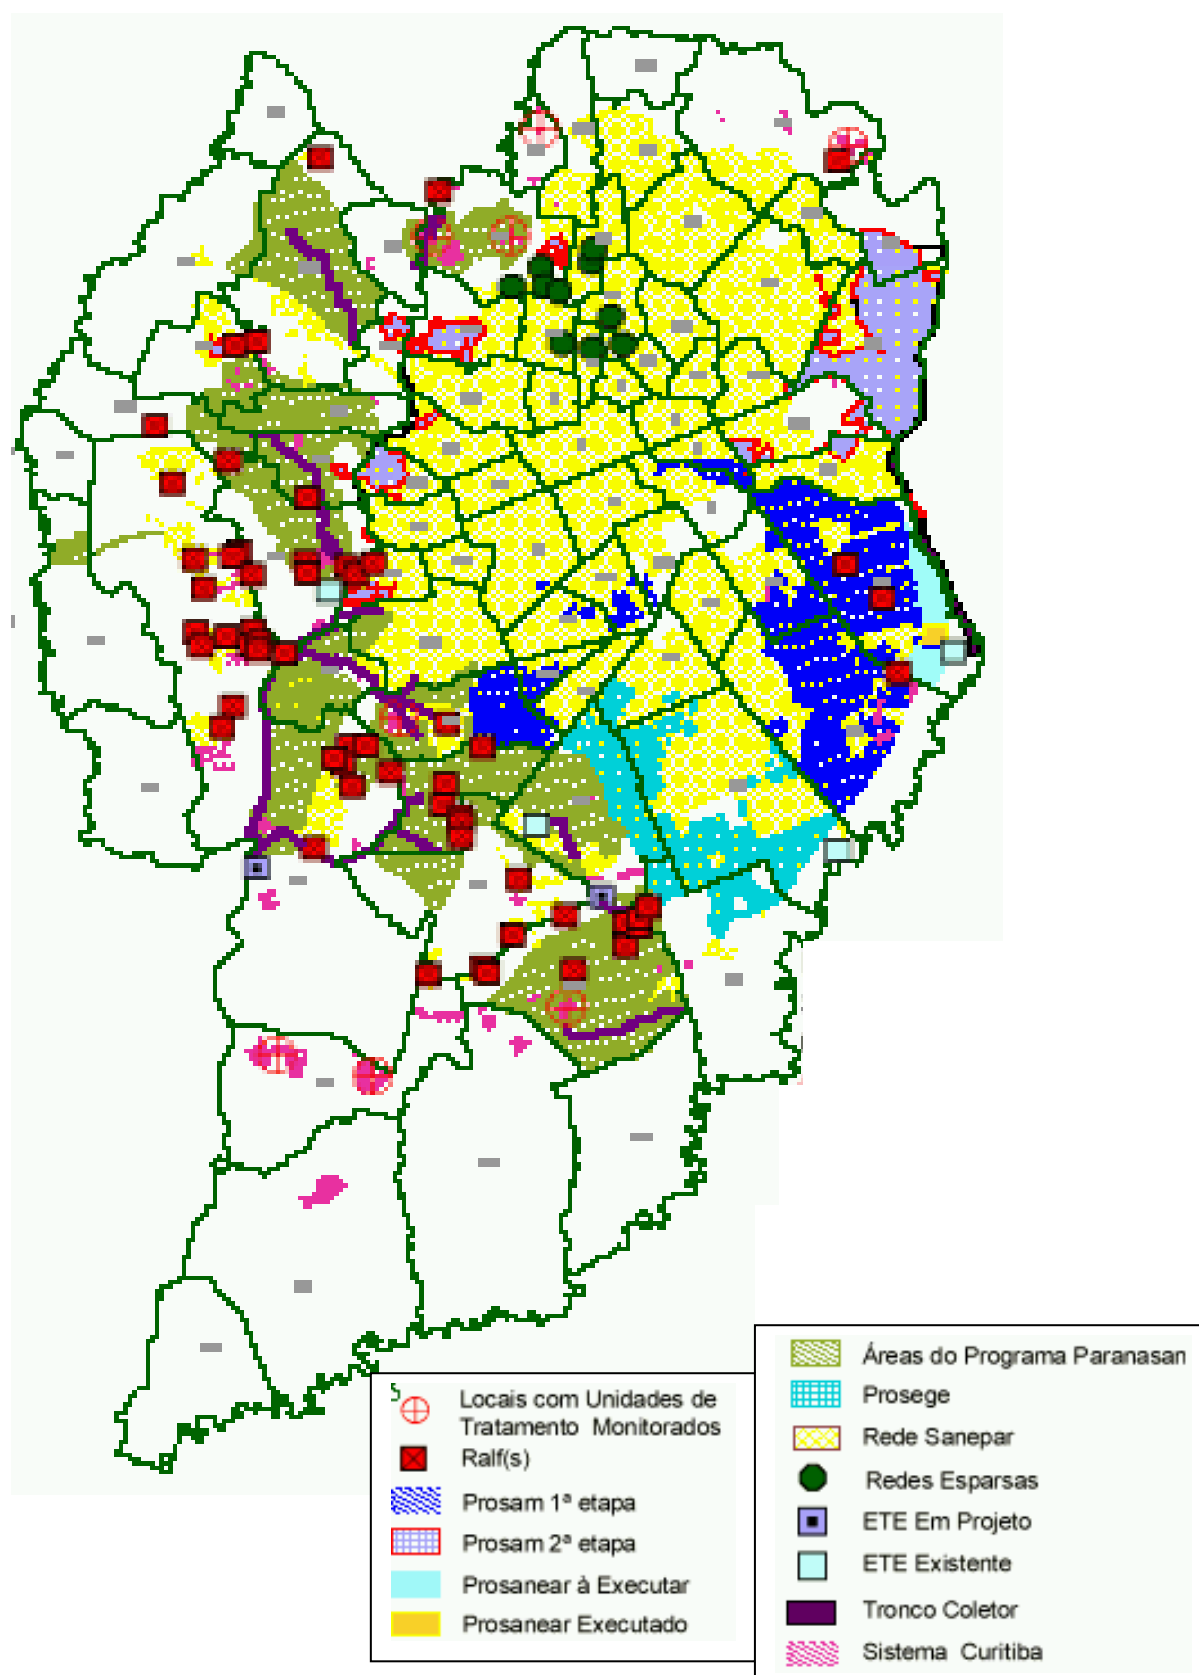 Locais com Unidades de
Tratamento Monitorados
Ralf(s)
Prosam 1ª etapa
Prosam 2ª etapa
Prosanear à Executar
Prosanear Executado
Áreas do Programa Paranasan
Prosege
Rede Sanepar
Redes Esparsas
ETE Em Projeto
ETE Existente
Tronco Coletor
Sistema Curitiba